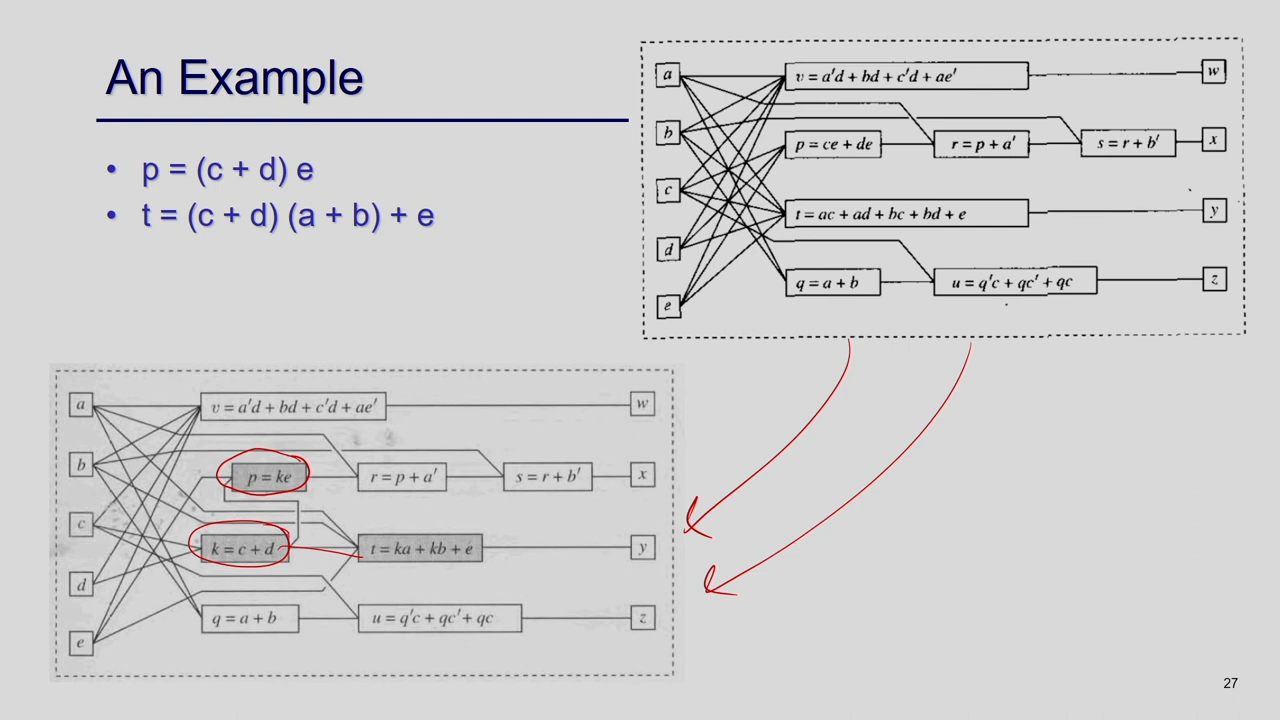 An Example
• p = (c + d) e
• t = (c + d) (a + b) + e
a
v = a'd + bd + c'd + ae'
w
b
p = ce + de
r = p + a'
s = r + b'
x
c
t = ac + ad + bc + bd + e
y
d
q = a + b
u = q'c + qc' + qc
z
e
a
v = a'd + bd + c'd + ae'
w
b
p = ke
r = p + a'
s = r + b'
x
c
k = c + d
t = ka + kb + e
y
d
q = a + b
u = q'c + qc' + qc
z
e
27